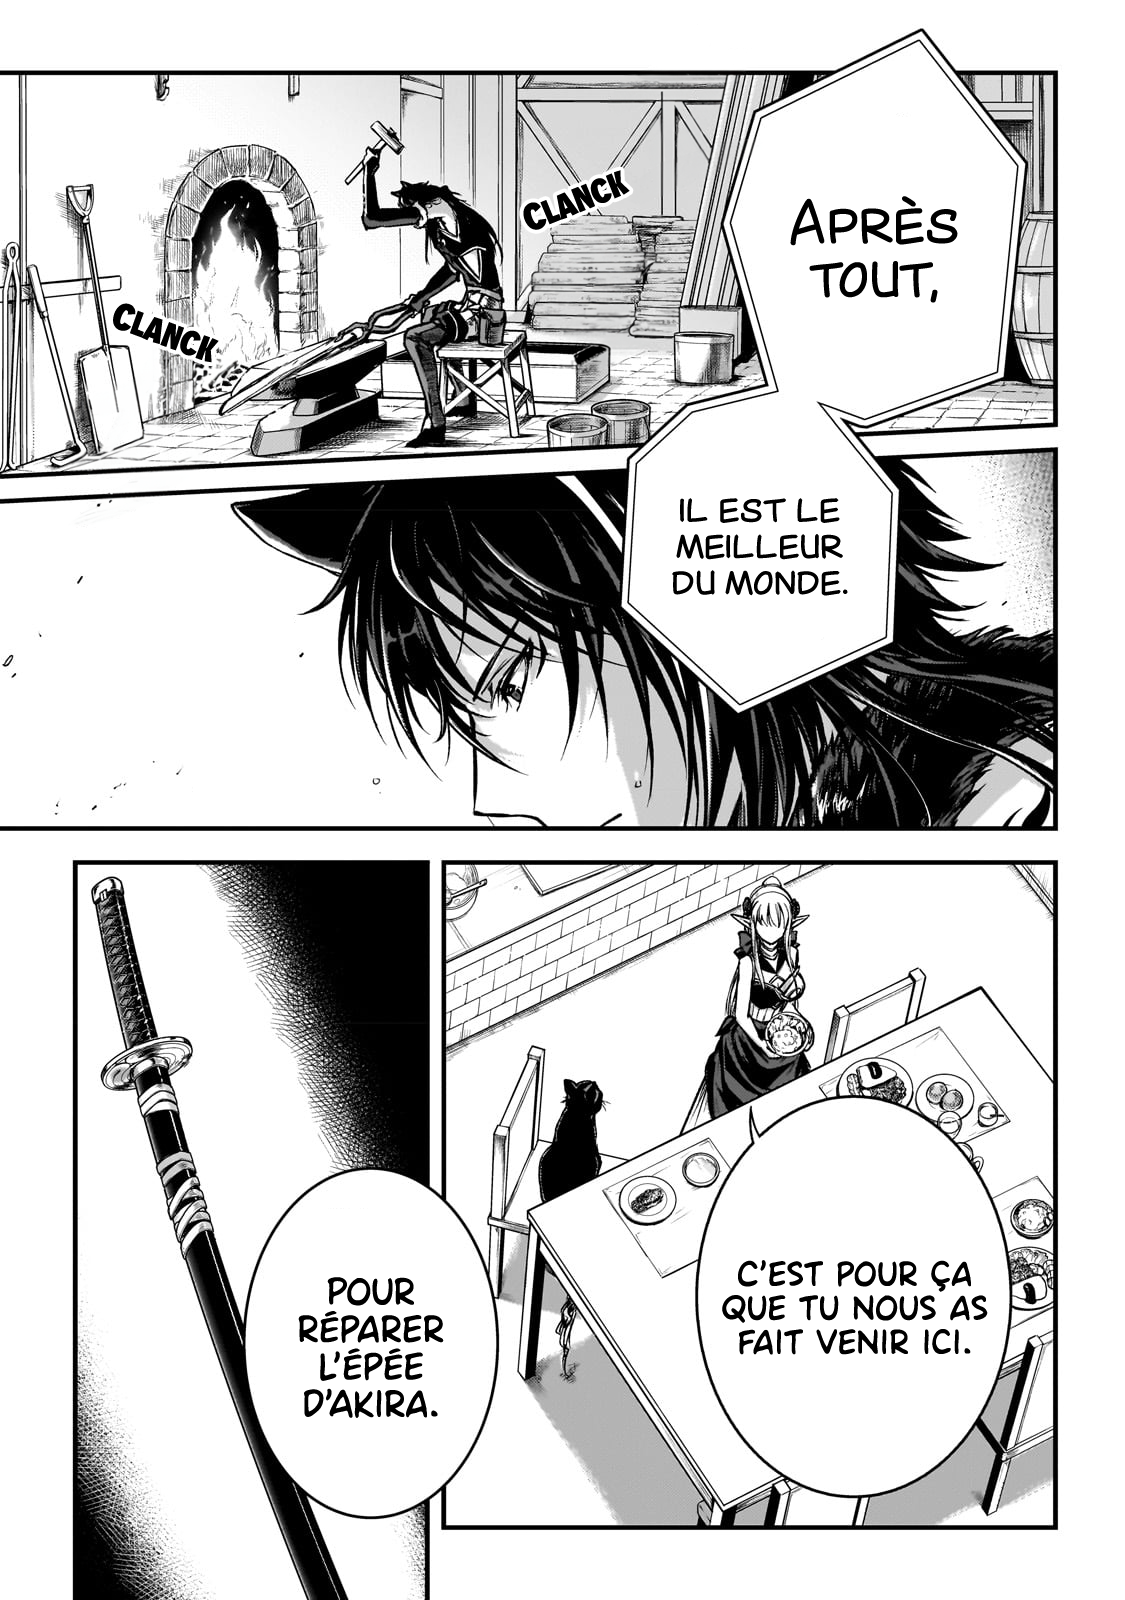 APRÈS
TOUT,
CLANCK
CLANCK
IL EST LE
MEILLEUR
DU MONDE.
C'EST POUR ÇA
QUE TU NOUS AS
FAIT VENIR ICI.
POUR
RÉPARER
L'ÉPÉE
D'AKIRA.